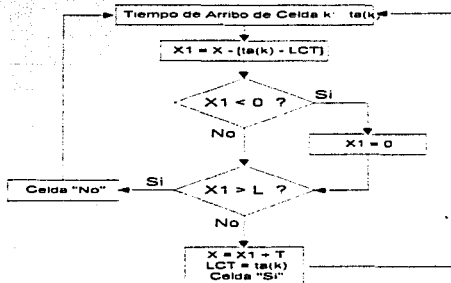 Tiempo de Arribo de Celda k' ta(k)
X1 = X - [ta(k) - LCT]
X1 < 0 ?
Si
No
X1 = 0
X1 > L ?
Si
Celda "No"
No
X = X1 + T
LCT = ta(k)
Celda "Si"